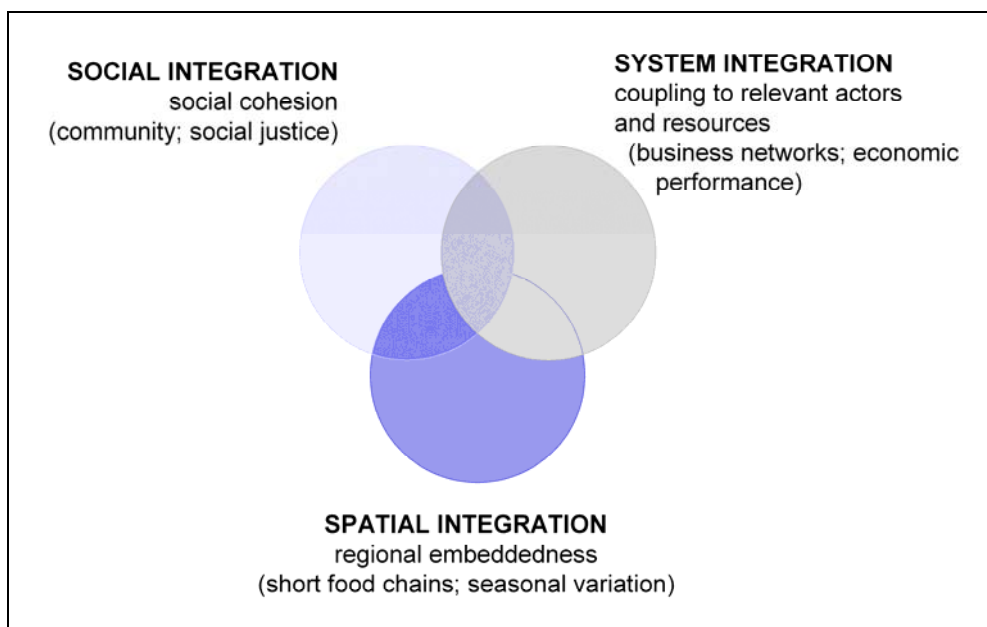 SOCIAL INTEGRATION
social cohesion
(community; social justice)
SYSTEM INTEGRATION
coupling to relevant actors
and resources
(business networks; economic
performance)
SPATIAL INTEGRATION
regional embeddedness
(short food chains; seasonal variation)